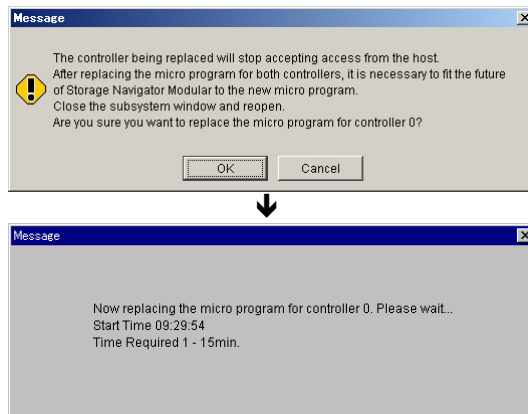 Message
The controller being replaced will stop accepting access from the host.
After replacing the micro program for both controllers, it is necessary to fit the future
of Storage Navigator Modular to the new micro program.
Close the subsystem window and reopen.
Are you sure you want to replace the micro program for controller 0?
OK
Cancel
Message
Now replacing the micro program for controller 0. Please wait...
Start Time 09:29:54
Time Required 1 - 15min.